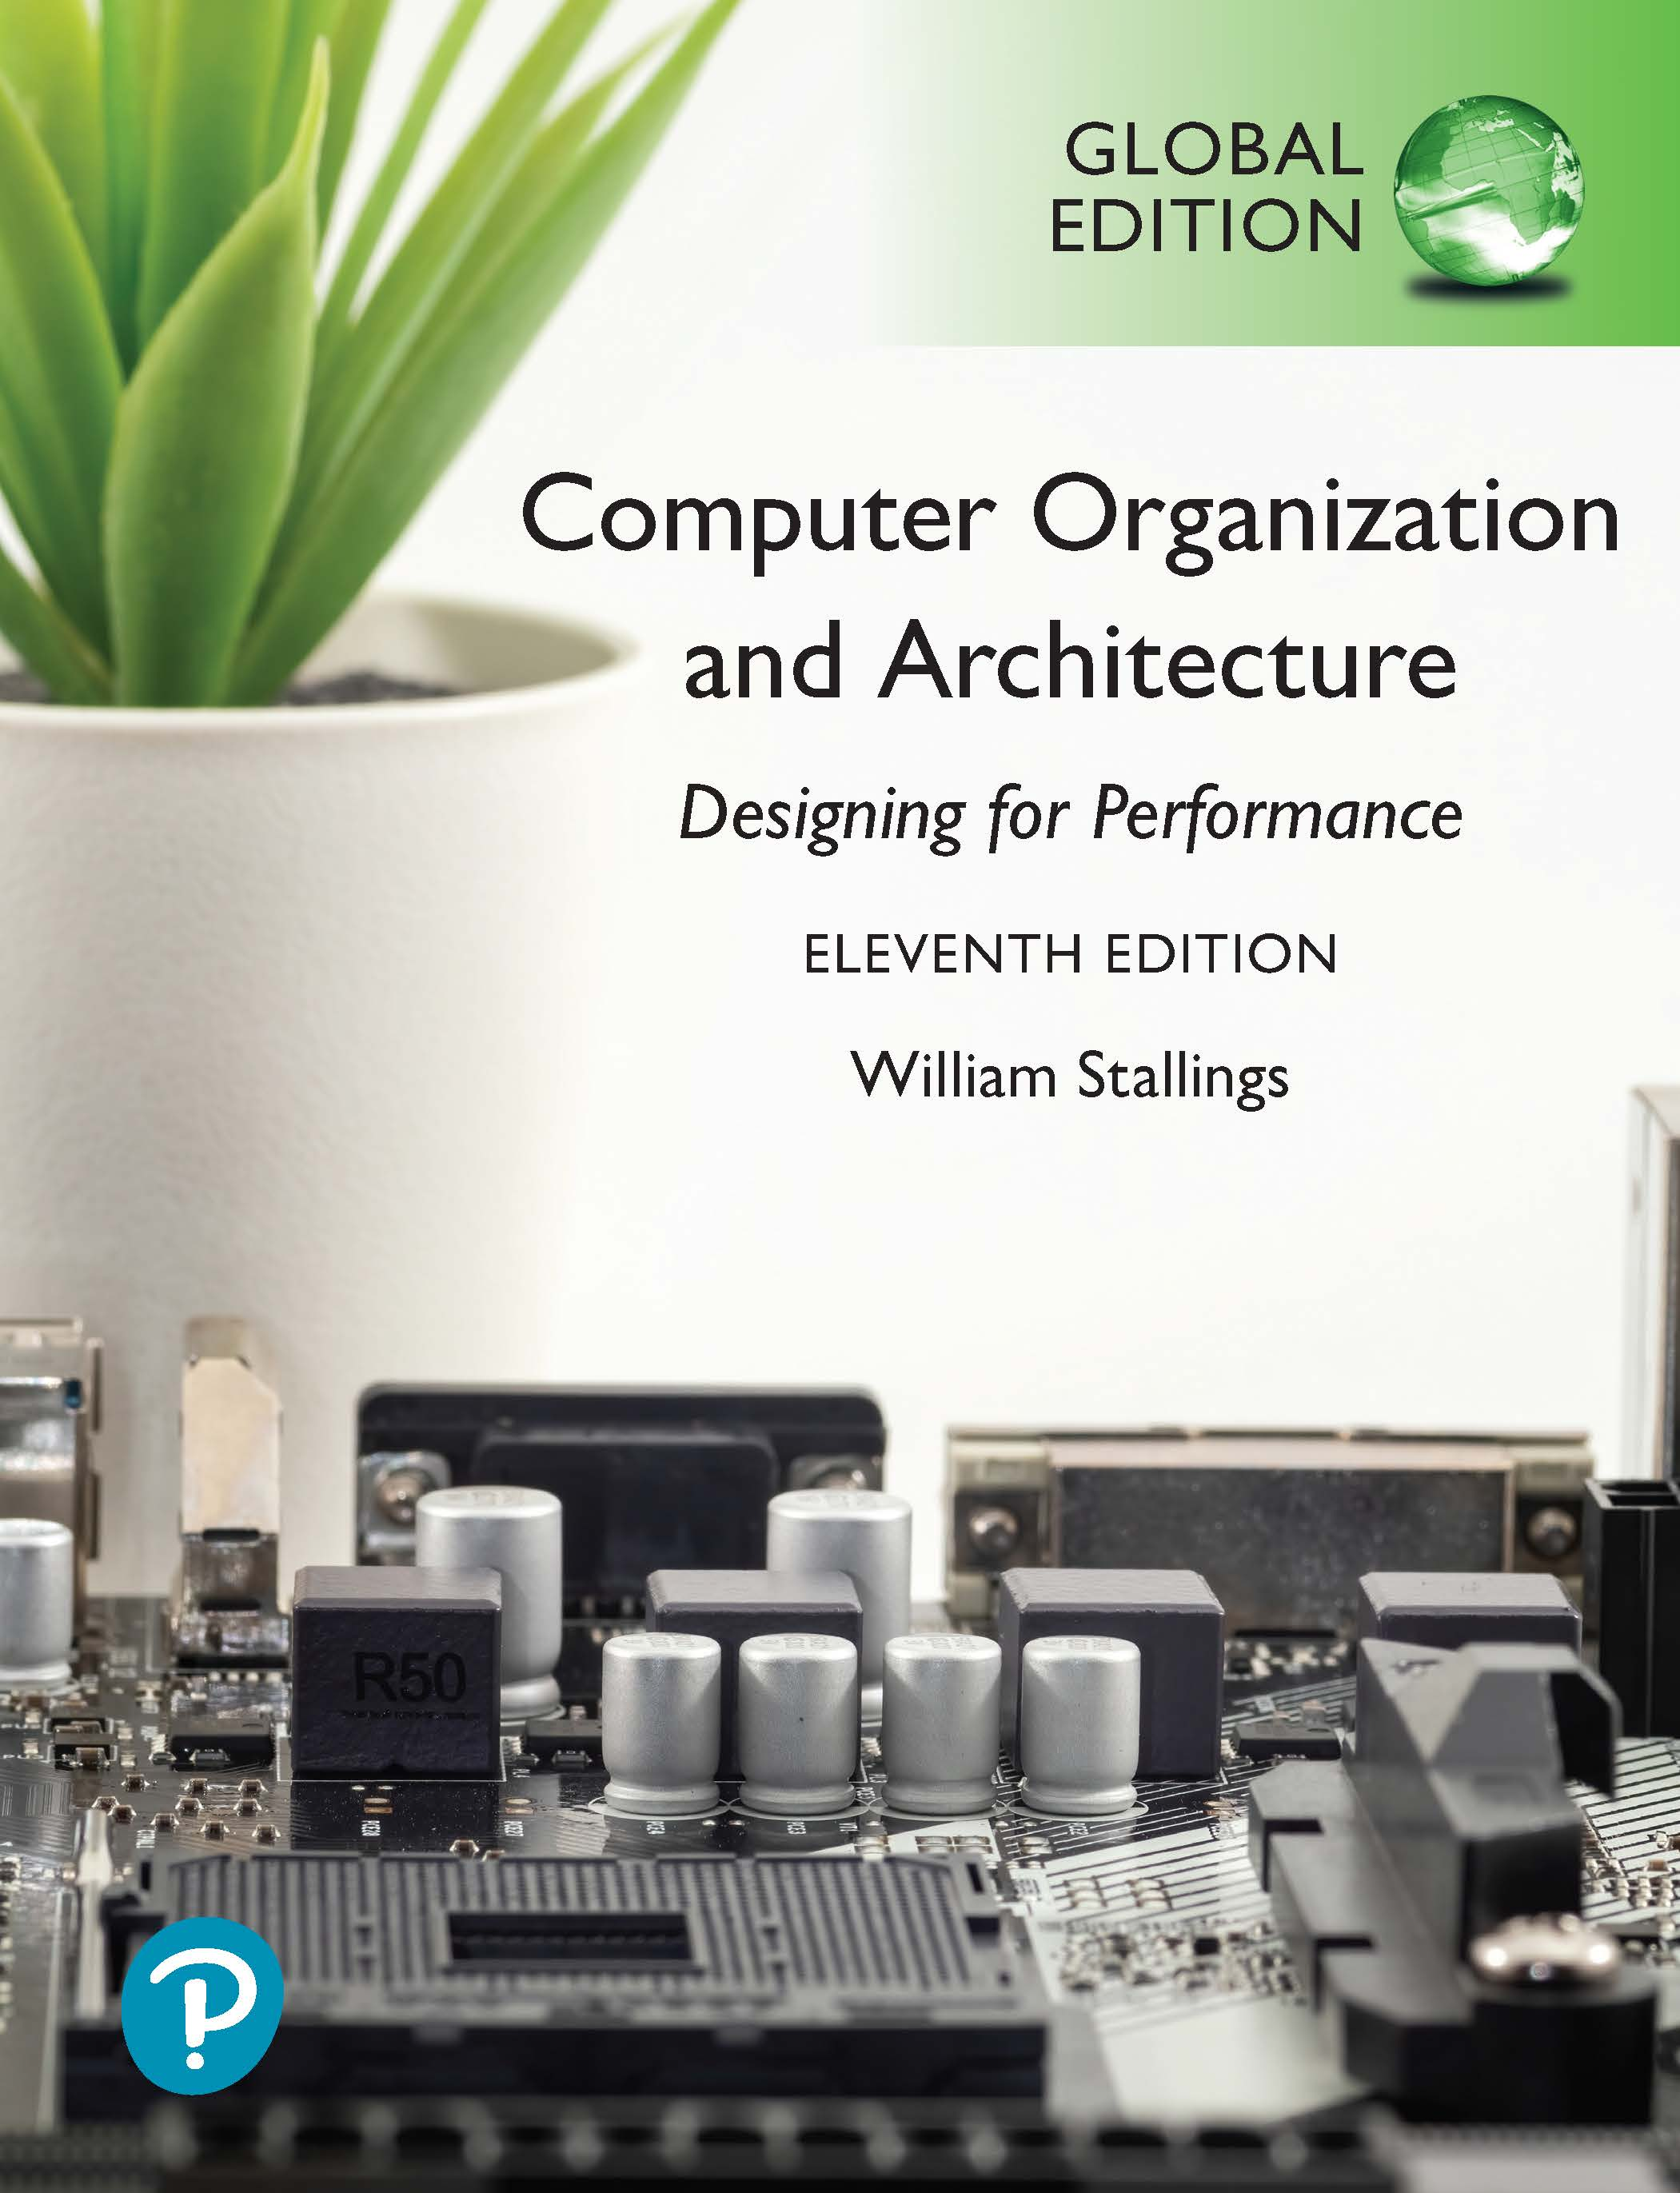 GLOBAL
EDITION
Computer Organization
and Architecture
Designing for Performance
ELEVENTH EDITION
William Stallings
R50